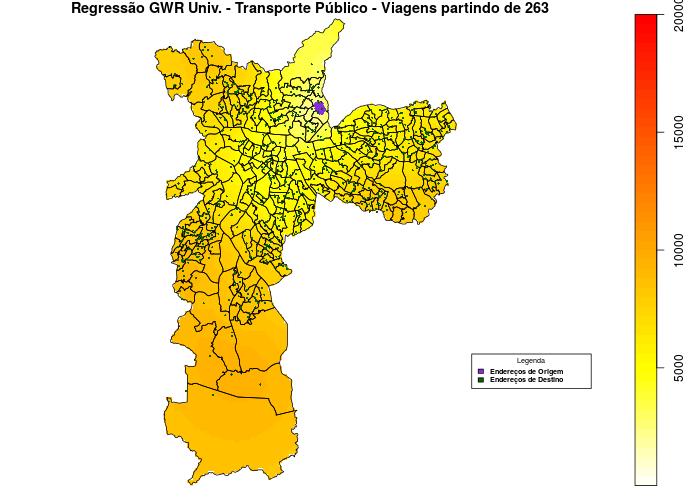 Regressão GWR Univ. - Transporte Público - Viagens partindo de 263
20000
15000
10000
5000
Legenda
Endereços de Origem
Endereços de Destino